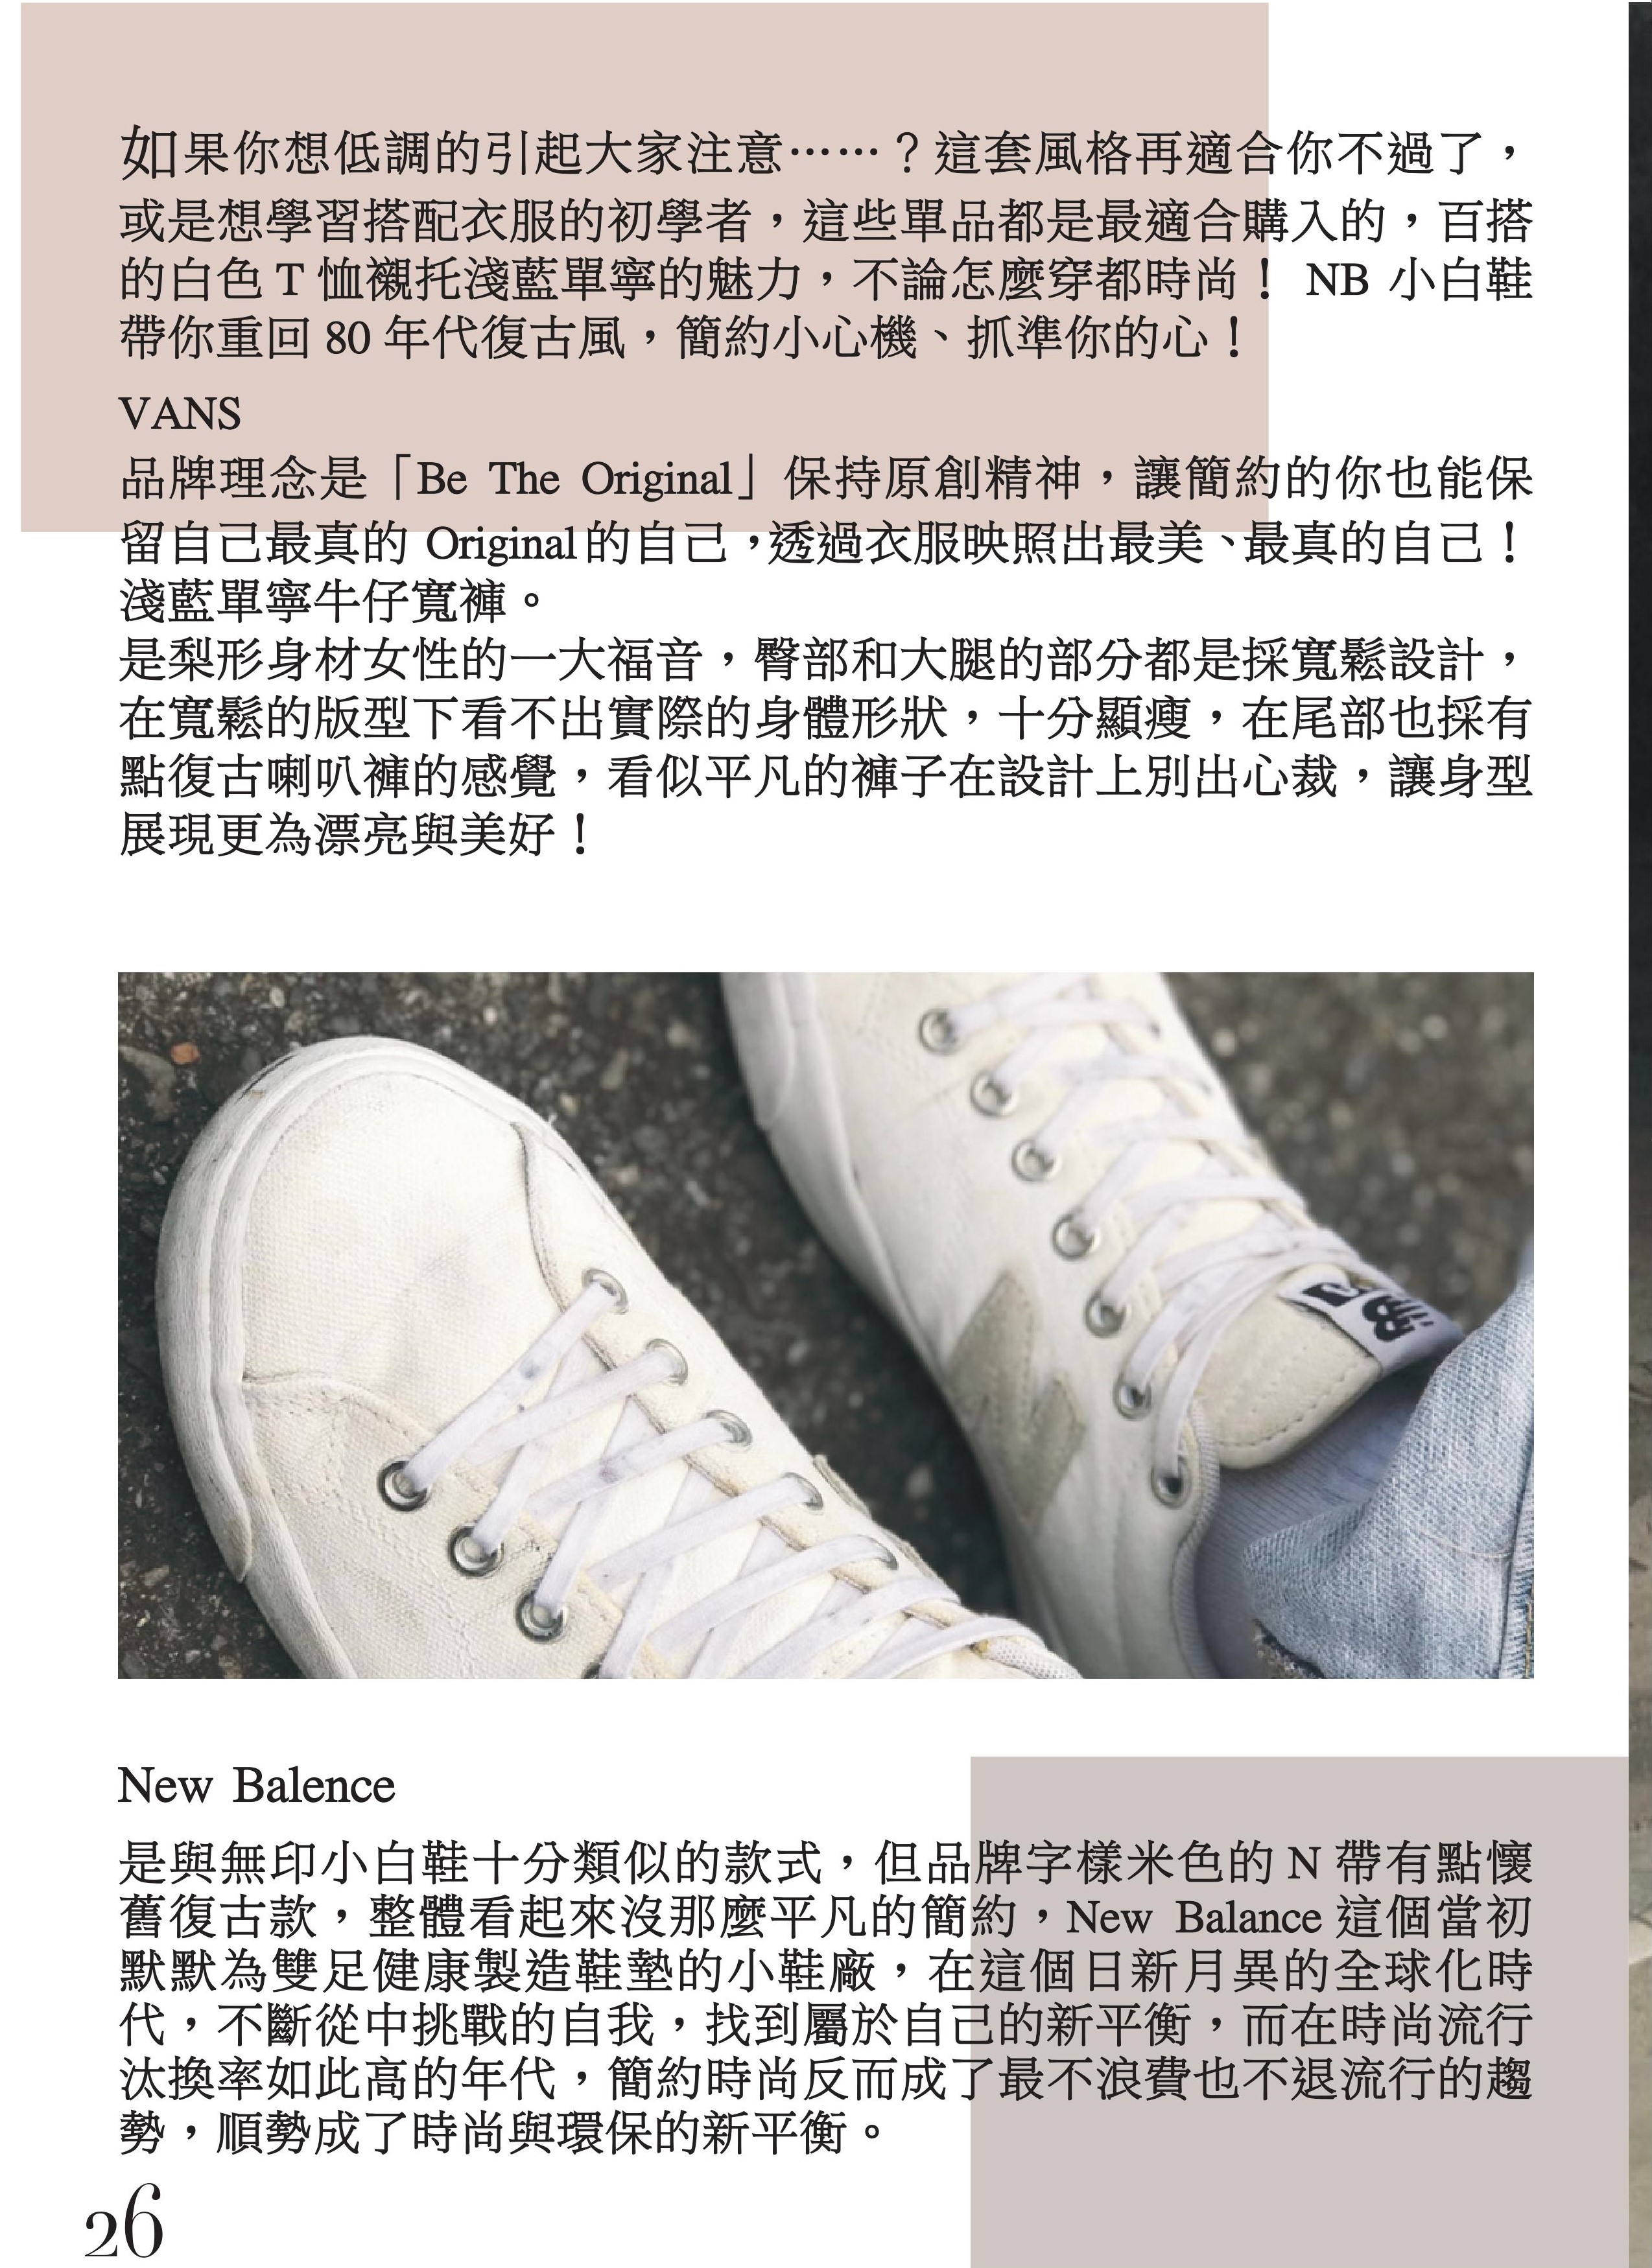 如果你想低調的引起大家注意……？這套風格再適合你不過了，
或是想學習搭配衣服的初學者，這些單品都是最適合購入的，百搭
的白色 T 恤襯托淺藍單寧的魅力，不論怎麼穿都時尚！ NB 小白鞋
帶你重回 80 年代復古風，簡約小心機、抓準你的心！
VANS
品牌理念是「Be The Original」保持原創精神，讓簡約的你也能保
留自己最真的 Original 的自己，透過衣服映照出最美、最真的自己！
淺藍單寧牛仔寬褲。
是梨形身材女性的一大福音，臀部和大腿的部分都是採寬鬆設計，
在寬鬆的版型下看不出實際的身體形狀，十分顯瘦，在尾部也採有
點復古喇叭褲的感覺，看似平凡的褲子在設計上別出心裁，讓身型
展現更為漂亮與美好！
New Balence
是與無印小白鞋十分類似的款式，但品牌字樣米色的 N 帶有點懷
舊復古款，整體看起來沒那麼平凡的簡約，New Balance 這個當初
默默為雙足健康製造鞋墊的小鞋廠，在這個日新月異的全球化時
代，不斷從中挑戰的自我，找到屬於自己的新平衡，而在時尚流行
汰換率如此高的年代，簡約時尚反而成了最不浪費也不退流行的趨
勢，順勢成了時尚與環保的新平衡。
26